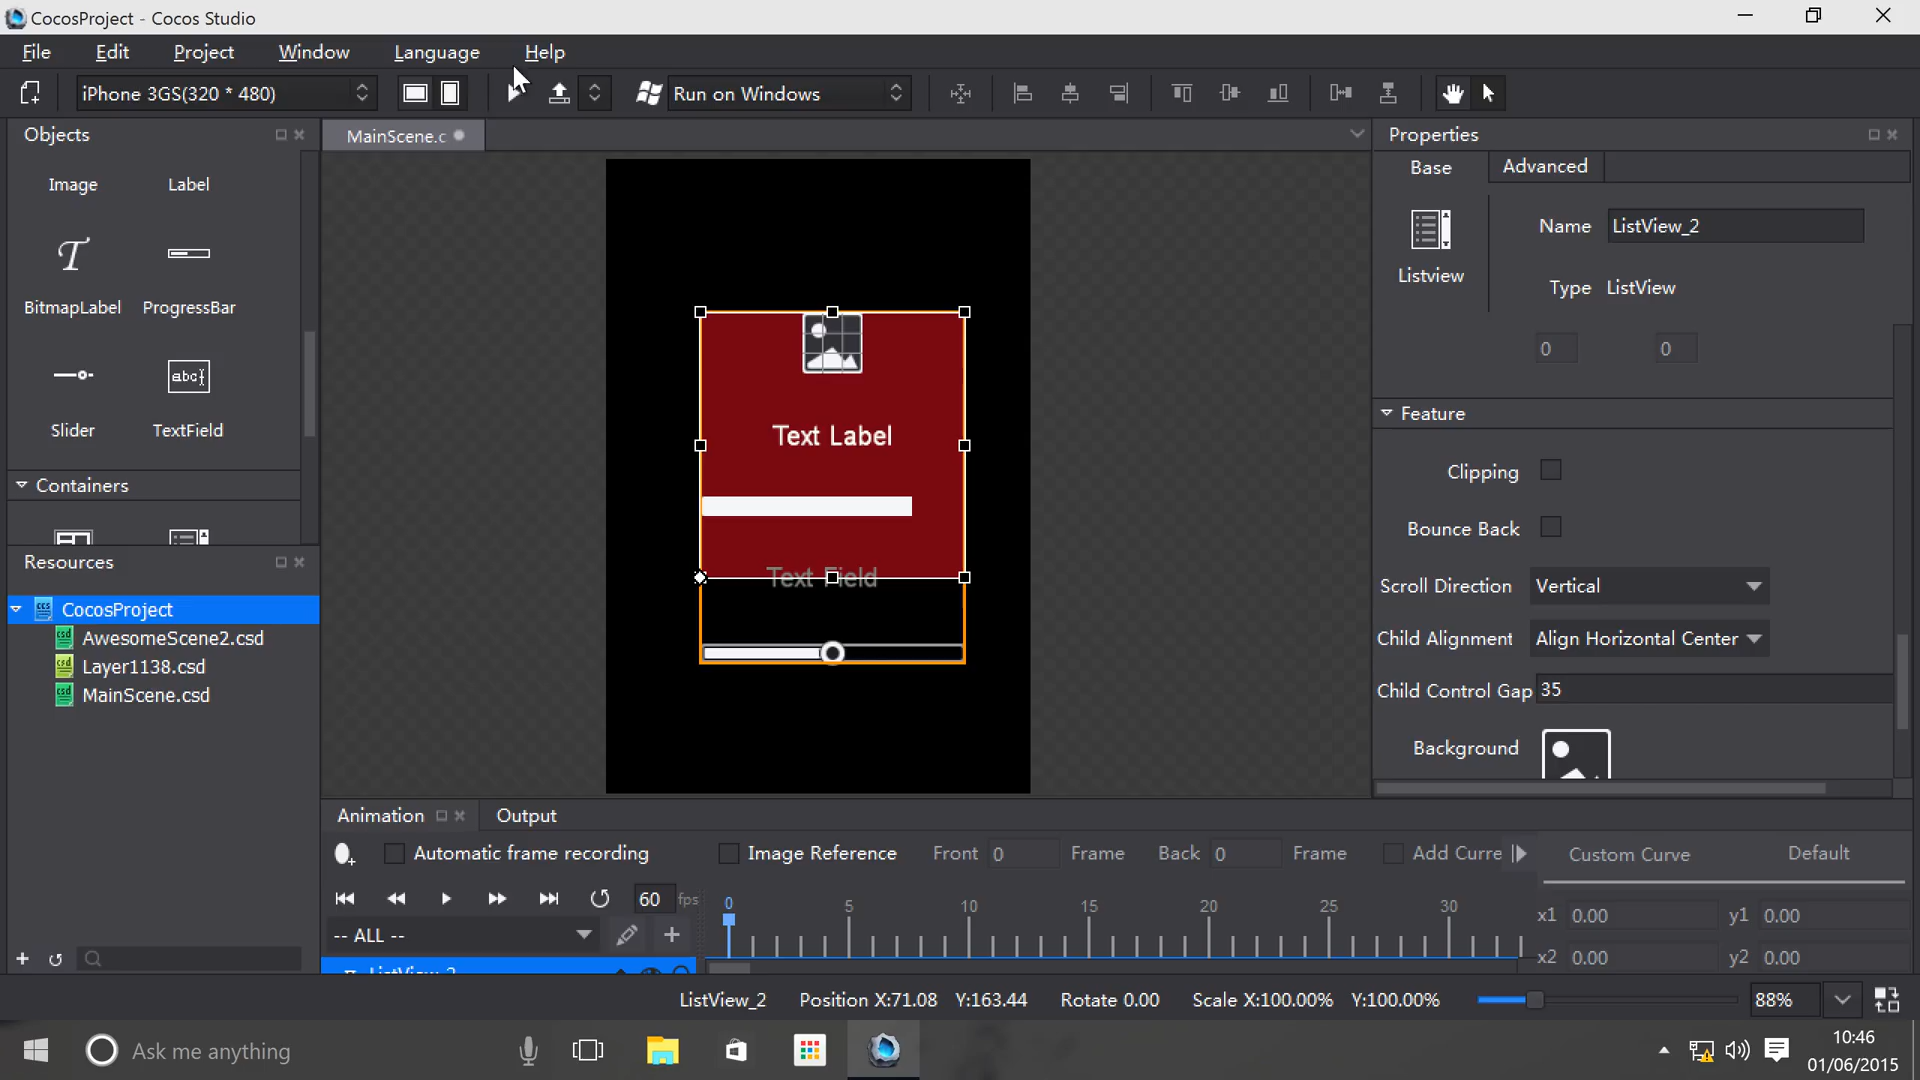 CocosProject - Cocos Studio
File Edit Project Window Language Help
iPhone 3GS(320 * 480) Run on Windows
Objects
Image Label
BitmapLabel ProgressBar
abc
Slider TextField
Containers
Resources
CocosProject
AwesomeScene2.csd
Layer1138.csd
MainScene.csd
MainScene.c
Text Label
Text Field
Properties
Base Advanced
Listview
Name ListView_2
Type ListView
0 0
Feature
Clipping
Bounce Back
Scroll Direction Vertical
Child Alignment Align Horizontal Center
Child Control Gap 35
Background
Animation Output
Automatic frame recording Image Reference Front 0 Frame Back 0 Frame Add Curre Custom Curve Default
60 fps 0 5 10 15 20 25 30
-- ALL --
x1 0.00 y1 0.00
x2 0.00 y2 0.00
ListView_2
ListView_2 Position X:71.08 Y:163.44 Rotate 0.00 Scale X:100.00% Y:100.00% 88%
Ask me anything
10:46
01/06/2015